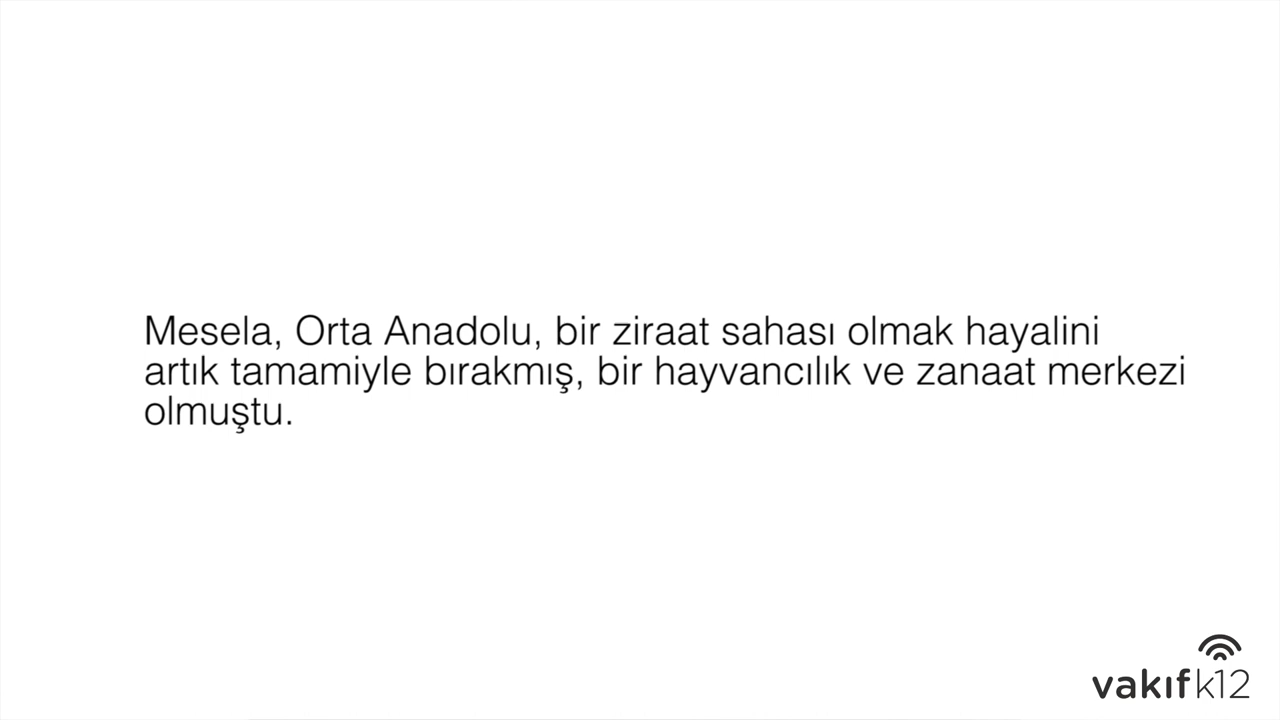 Mesela, Orta Anadolu, bir ziraat sahası olmak hayalini
artık tamamiyle bırakmış, bir hayvancılık ve zanaat merkezi
olmuştu.
vakıfk12